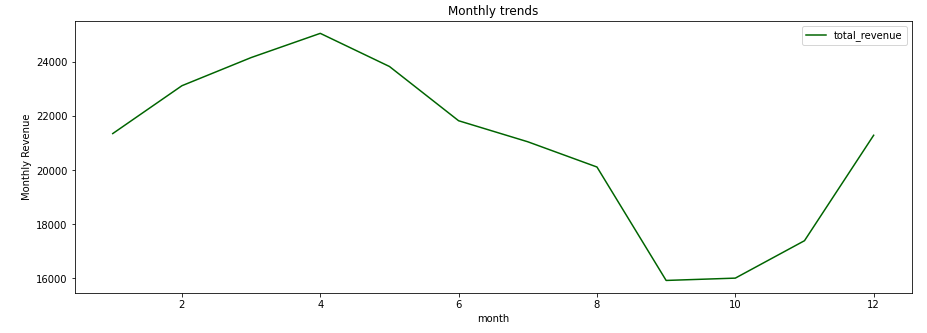 Monthly trends
total_revenue
Monthly Revenue
24000
22000
20000
18000
16000
2 4 6 8 10 12
month